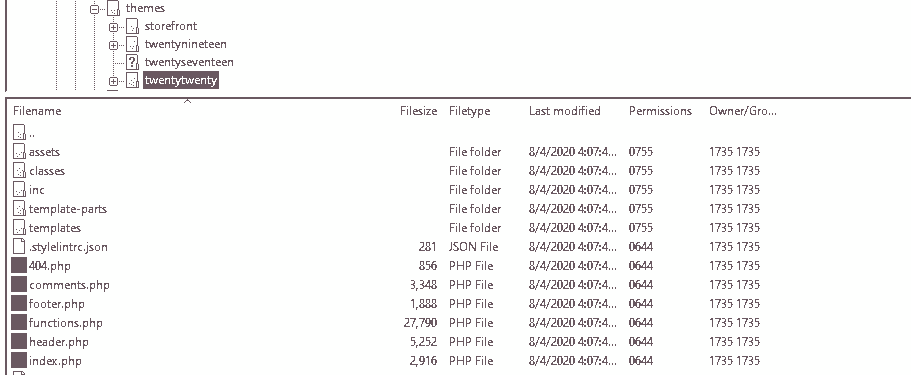 themes
storefront
twentynineteen
twentyseventeen
twentytwenty
Filename Filesize Filetype Last modified Permissions Owner/Gro...
..
assets File folder 8/4/2020 4:07:4... 0755 1735 1735
classes File folder 8/4/2020 4:07:4... 0755 1735 1735
inc File folder 8/4/2020 4:07:4... 0755 1735 1735
template-parts File folder 8/4/2020 4:07:4... 0755 1735 1735
templates File folder 8/4/2020 4:07:4... 0755 1735 1735
.stylelintrc.json 281 JSON File 8/4/2020 4:07:4... 0644 1735 1735
404.php 856 PHP File 8/4/2020 4:07:4... 0644 1735 1735
comments.php 3,348 PHP File 8/4/2020 4:07:4... 0644 1735 1735
footer.php 1,888 PHP File 8/4/2020 4:07:4... 0644 1735 1735
functions.php 27,790 PHP File 8/4/2020 4:07:4... 0644 1735 1735
header.php 5,252 PHP File 8/4/2020 4:07:4... 0644 1735 1735
index.php 2,916 PHP File 8/4/2020 4:07:4... 0644 1735 1735